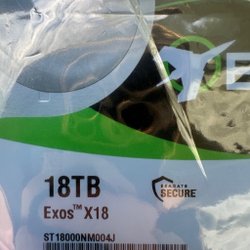 18TB
Exos™ X18
SEAGATE
SECURE
ST18000NM004J